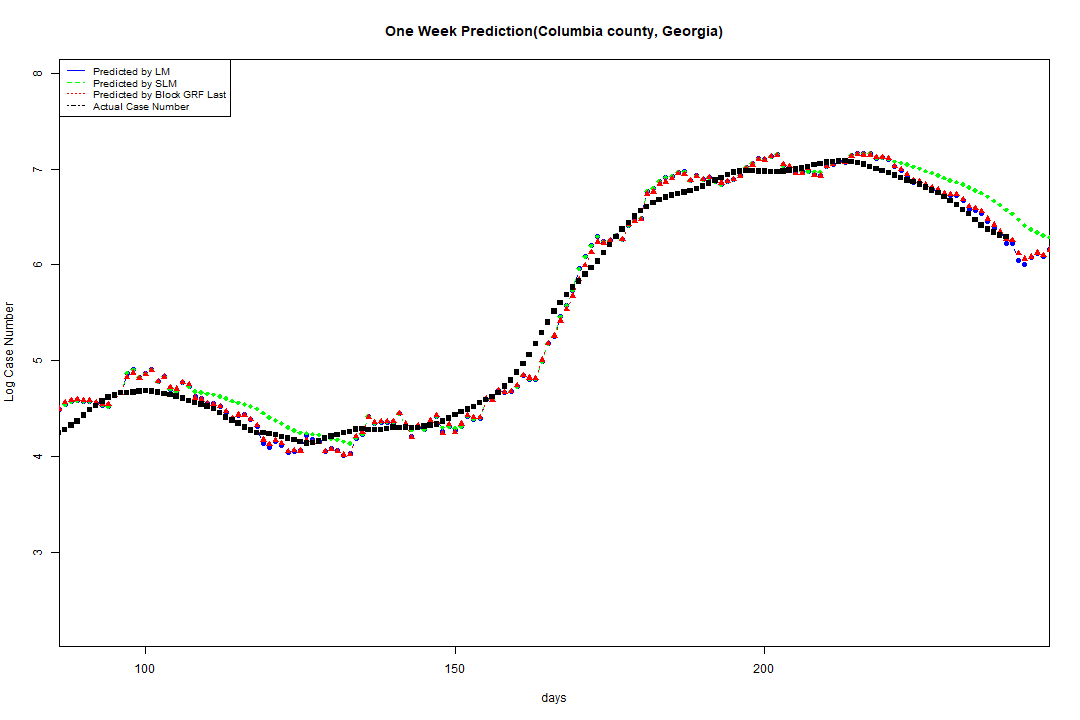 One Week Prediction(Columbia county, Georgia)
Predicted by LM
Predicted by SLM
Predicted by Block GRF Last
Actual Case Number
8
7
6
5
4
3
Log Case Number
100 150 200
days